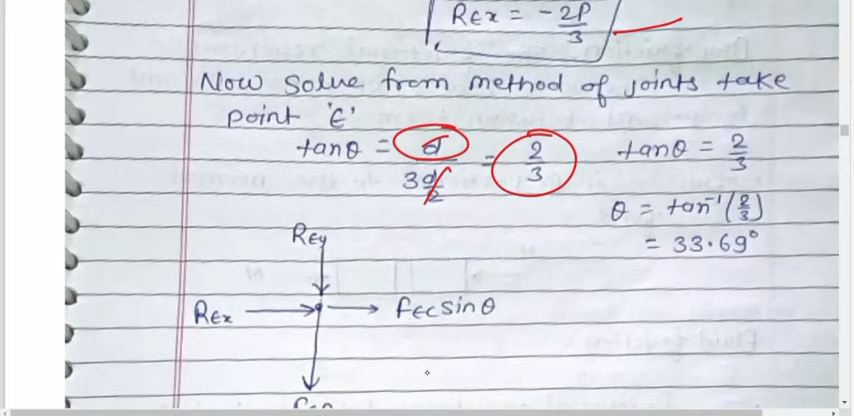 REx = -2P/3
Now solve from method of joints take
point 'E'
tanθ = d / 3d/2 = 2/3    tanθ = 2/3
θ = tan⁻¹(2/3)
= 33.69°
REy
REx
FEC sinθ